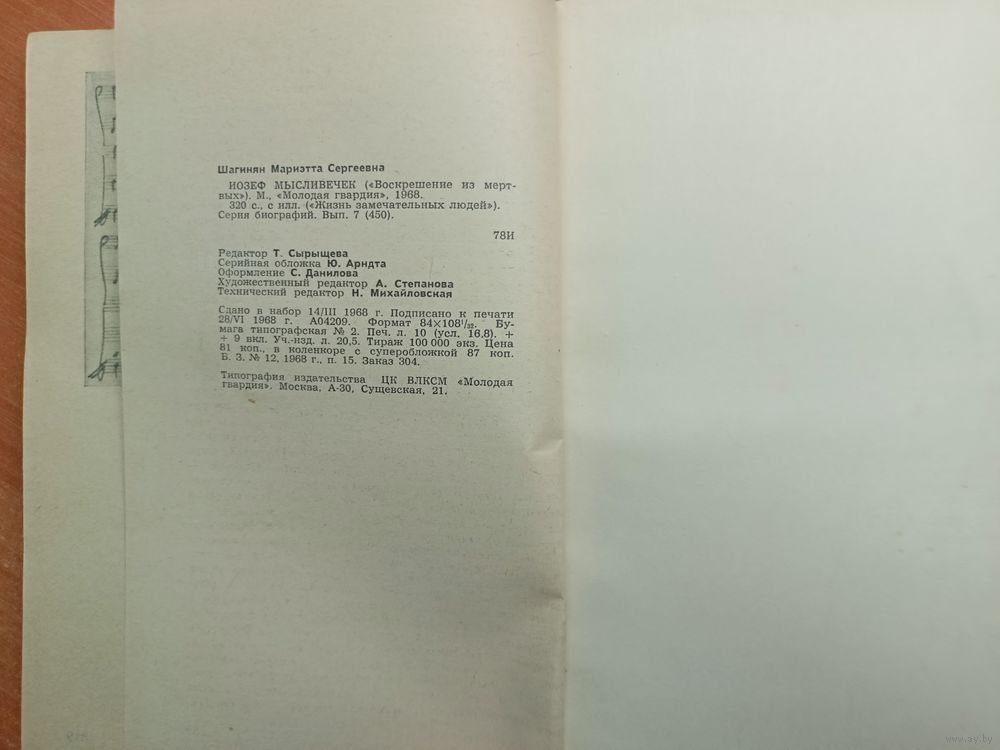 Шагинян Мариэтта Сергеевна
ИОЗЕФ МЫСЛИВЕЧЕК («Воскрешение из мерт-
вых»). М., «Молодая гвардия», 1968.
320 с., с илл. («Жизнь замечательных людей»).
Серия биографий. Вып. 7 (450).
78И
Редактор Т. Сырыщева
Серийная обложка Ю. Арндта
Оформление С. Данилова
Художественный редактор А. Степанова
Технический редактор Н. Михайловская
Сдано в набор 14/III 1968 г. Подписано к печати
28/VI 1968 г. А04209. Формат 84×108¹/₃₂. Бу-
мага типографская № 2. Печ. л. 10 (усл. 16,8). +
+ 9 вкл. Уч.-изд. л. 20,5. Тираж 100 000 экз. Цена
81 коп., в коленкоре с суперобложкой 87 коп.
Б. З. № 12, 1968 г., п. 15. Заказ 304.
Типография издательства ЦК ВЛКСМ «Молодая
гвардия». Москва, А-30, Сущевская, 21.
www.ay.by